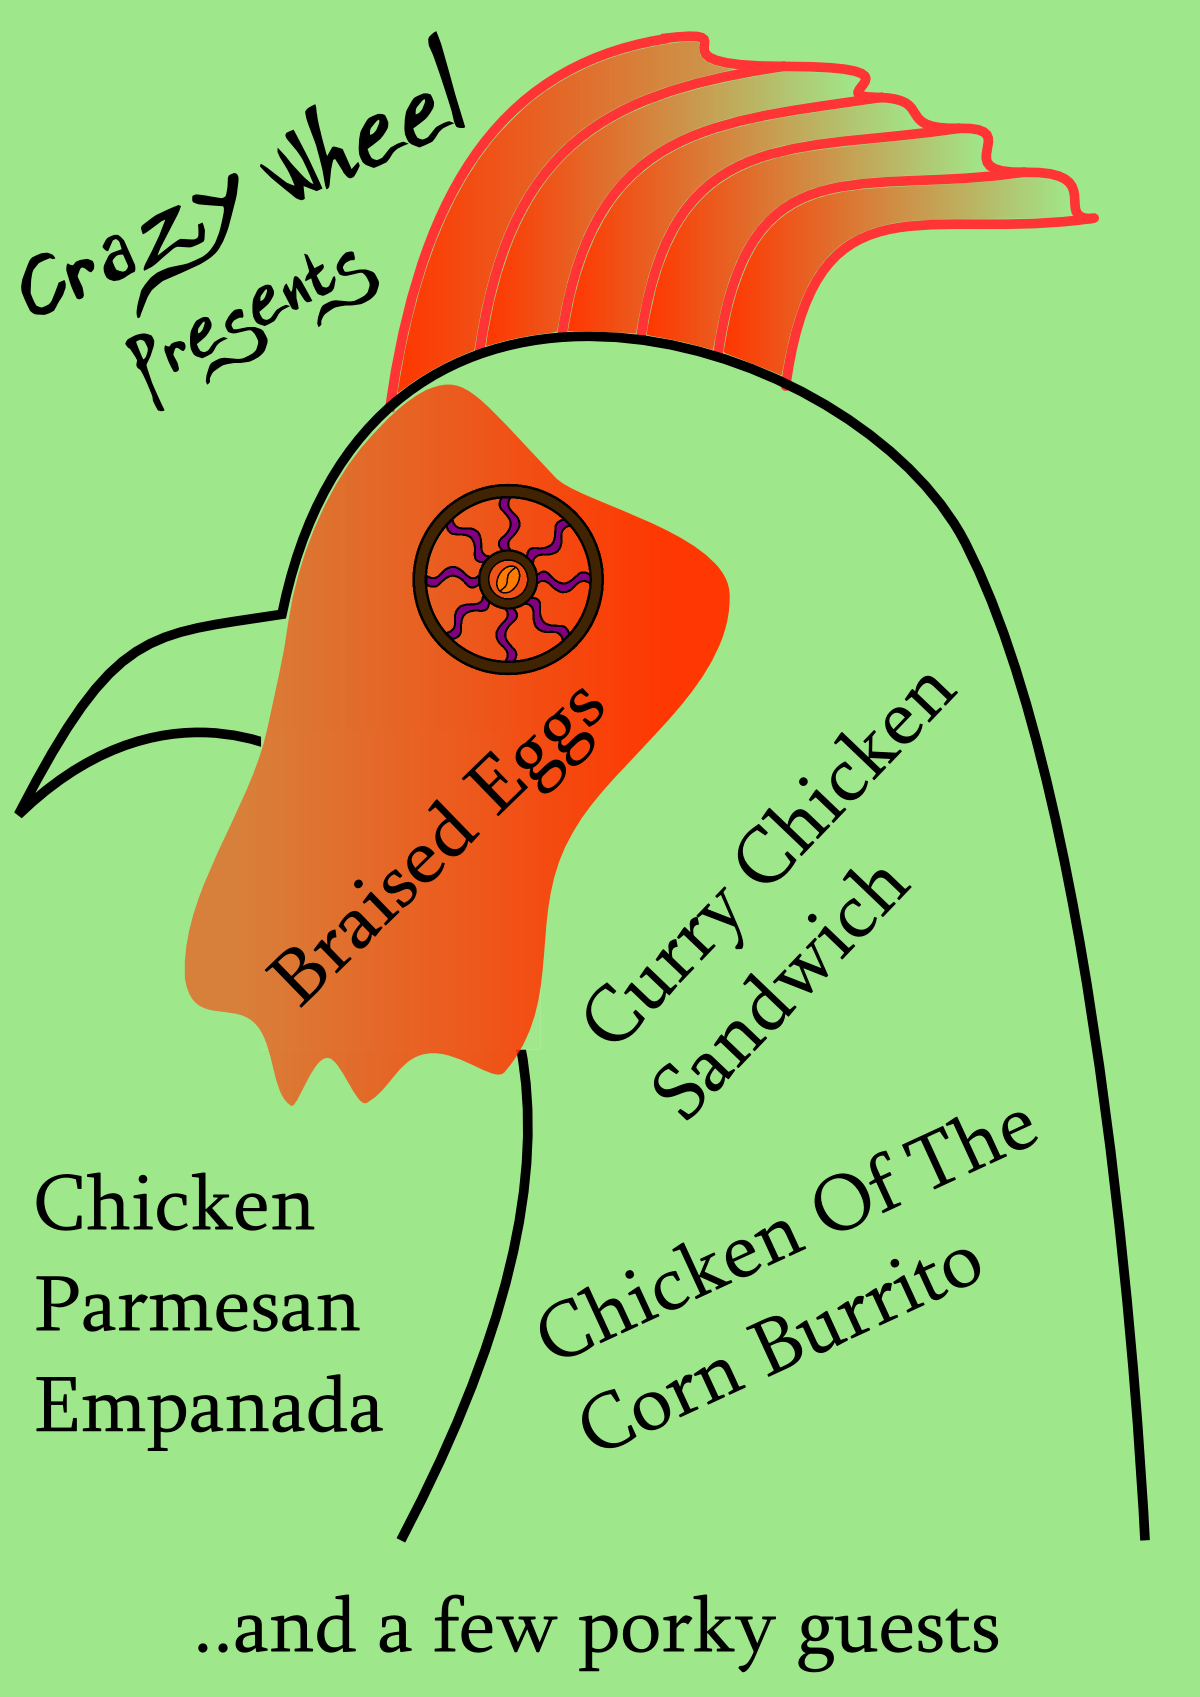 Crazy Wheel
Presents
Braised Eggs
Curry Chicken
Sandwich
Chicken Of The
Corn Burrito
Chicken
Parmesan
Empanada
..and a few porky guests